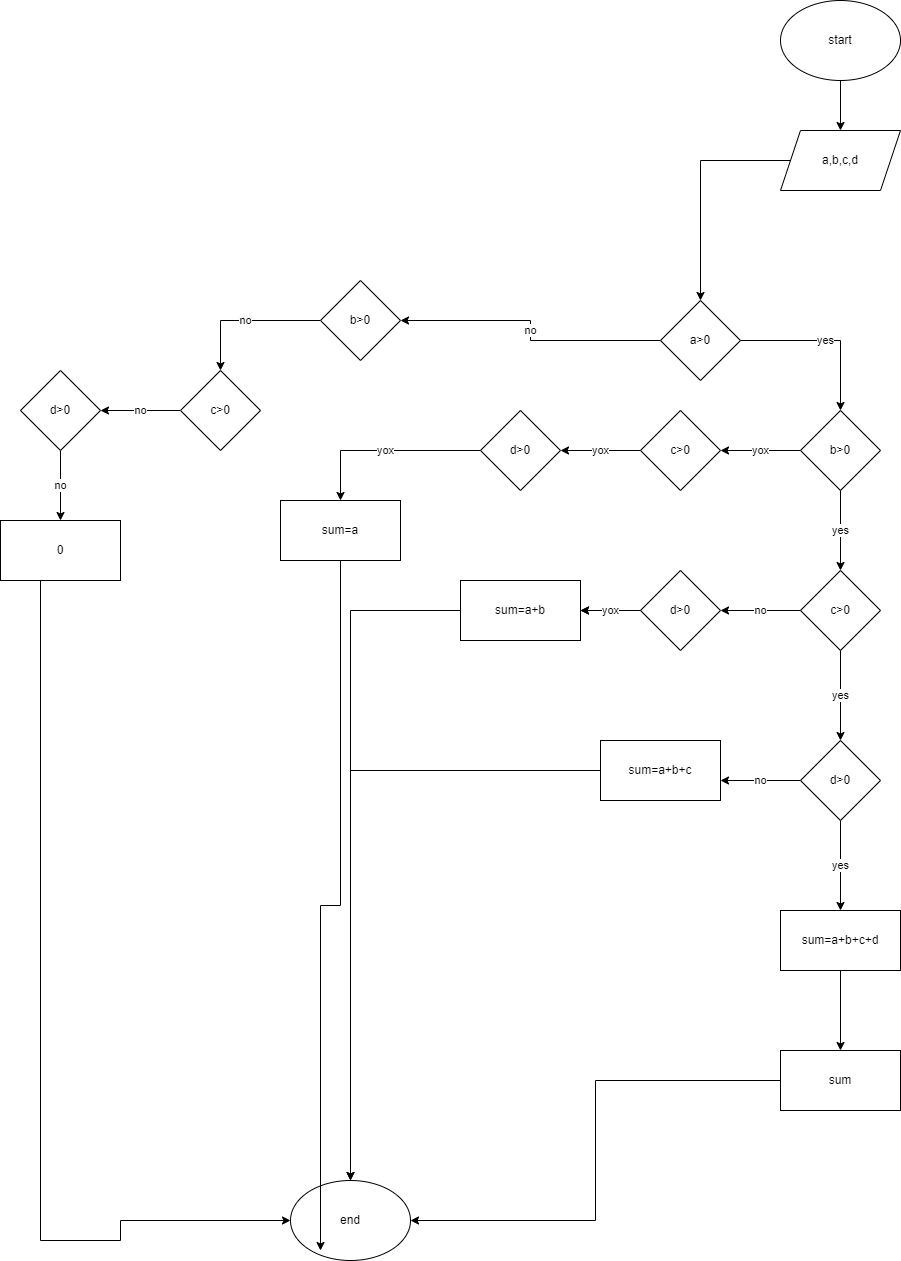 start
a,b,c,d
b>0
no
no
a>0
yes
d>0
no
c>0
yox
d>0
yox
c>0
yox
b>0
no
sum=a
yes
0
sum=a+b
yox
d>0
no
c>0
yes
sum=a+b+c
no
d>0
yes
sum=a+b+c+d
sum
end